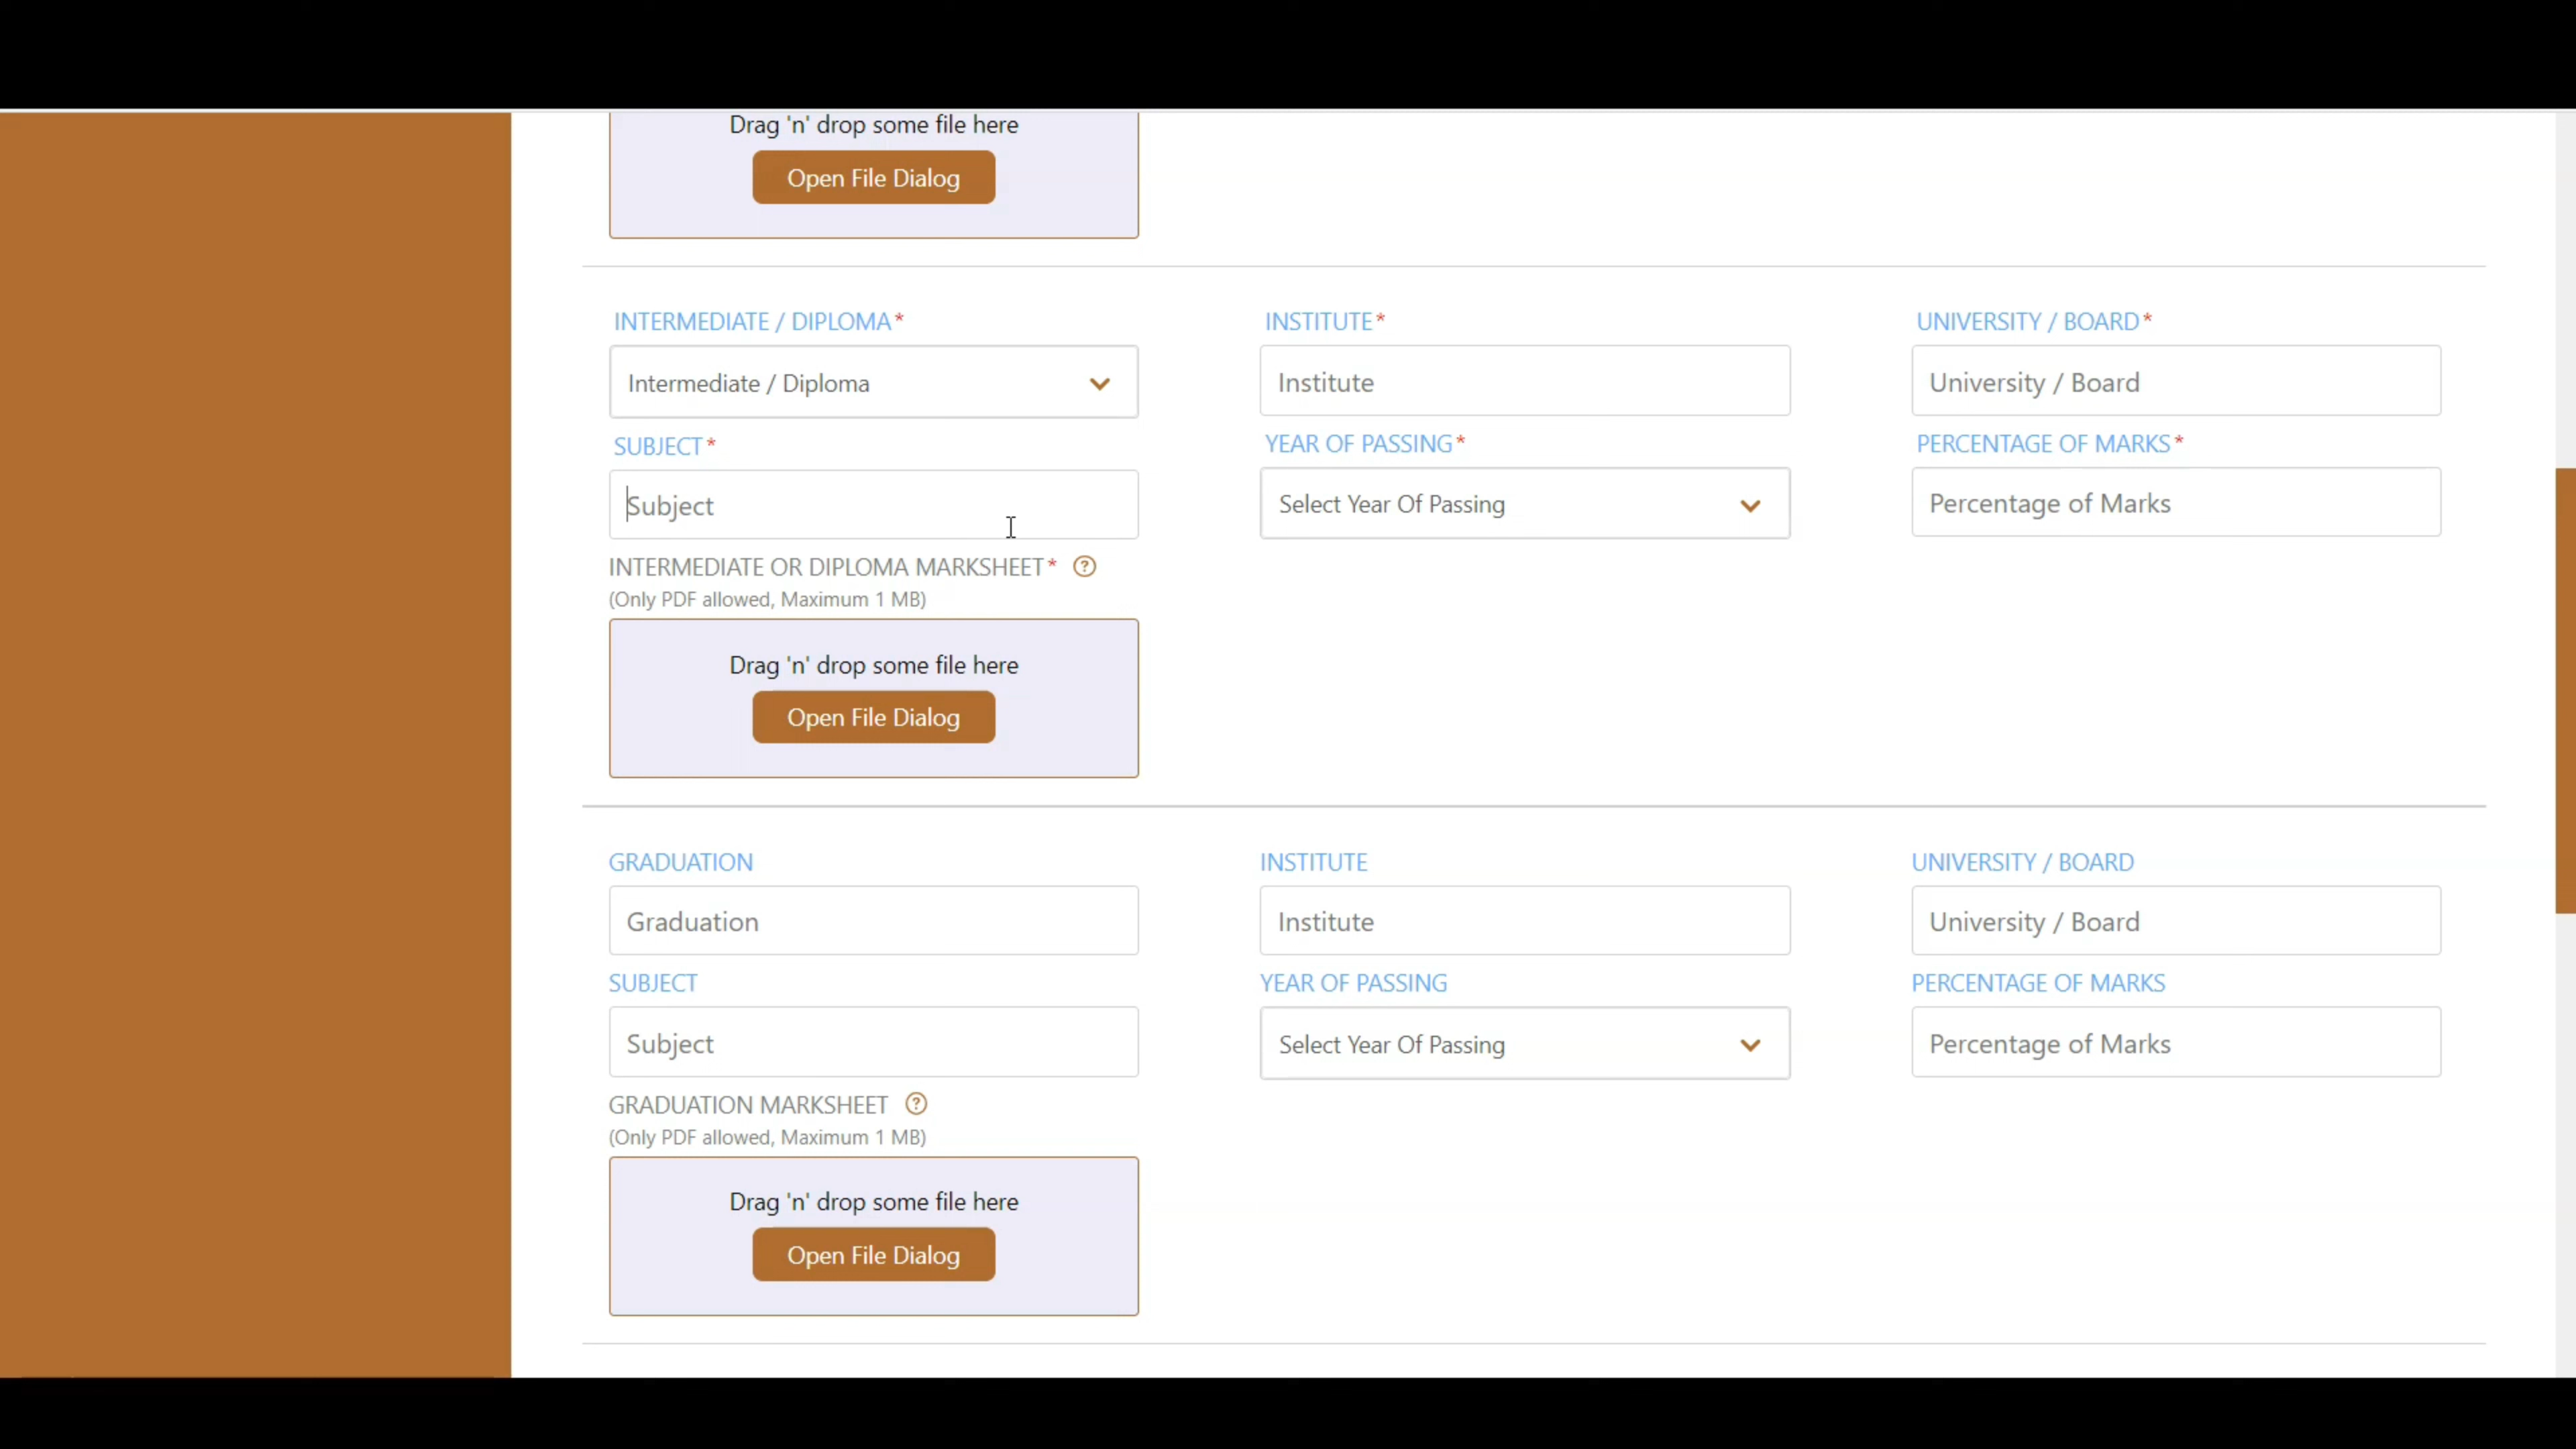 Drag 'n' drop some file here
Open File Dialog
INTERMEDIATE / DIPLOMA*
INSTITUTE*
UNIVERSITY / BOARD*
Intermediate / Diploma
Institute
University / Board
SUBJECT*
YEAR OF PASSING*
PERCENTAGE OF MARKS*
Subject
Select Year Of Passing
Percentage of Marks
INTERMEDIATE OR DIPLOMA MARKSHEET* ?
(Only PDF allowed, Maximum 1 MB)
Drag 'n' drop some file here
Open File Dialog
GRADUATION
INSTITUTE
UNIVERSITY / BOARD
Graduation
Institute
University / Board
SUBJECT
YEAR OF PASSING
PERCENTAGE OF MARKS
Subject
Select Year Of Passing
Percentage of Marks
GRADUATION MARKSHEET ?
(Only PDF allowed, Maximum 1 MB)
Drag 'n' drop some file here
Open File Dialog